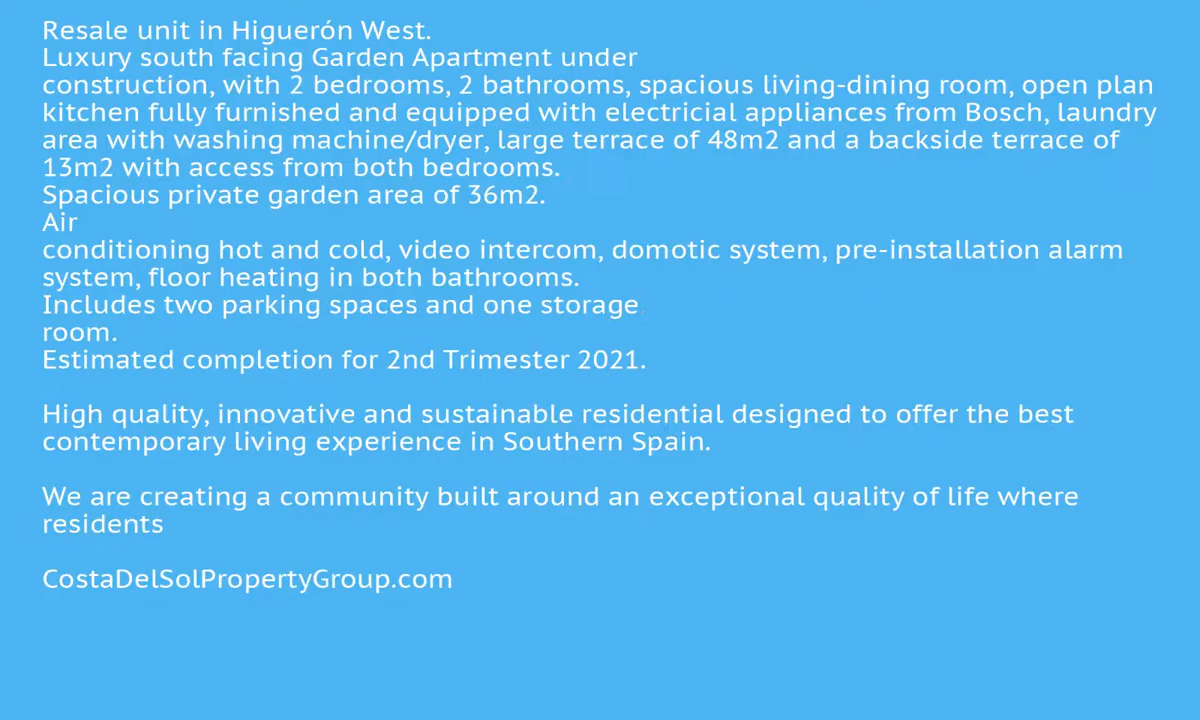 Resale unit in Higuerón West.
Luxury south facing Garden Apartment under
construction, with 2 bedrooms, 2 bathrooms, spacious living-dining room, open plan
kitchen fully furnished and equipped with electricial appliances from Bosch, laundry
area with washing machine/dryer, large terrace of 48m2 and a backside terrace of
13m2 with access from both bedrooms.
Spacious private garden area of 36m2.
Air
conditioning hot and cold, video intercom, domotic system, pre-installation alarm
system, floor heating in both bathrooms.
Includes two parking spaces and one storage
room.
Estimated completion for 2nd Trimester 2021.
High quality, innovative and sustainable residential designed to offer the best
contemporary living experience in Southern Spain.
We are creating a community built around an exceptional quality of life where
residents
CostaDelSolPropertyGroup.com